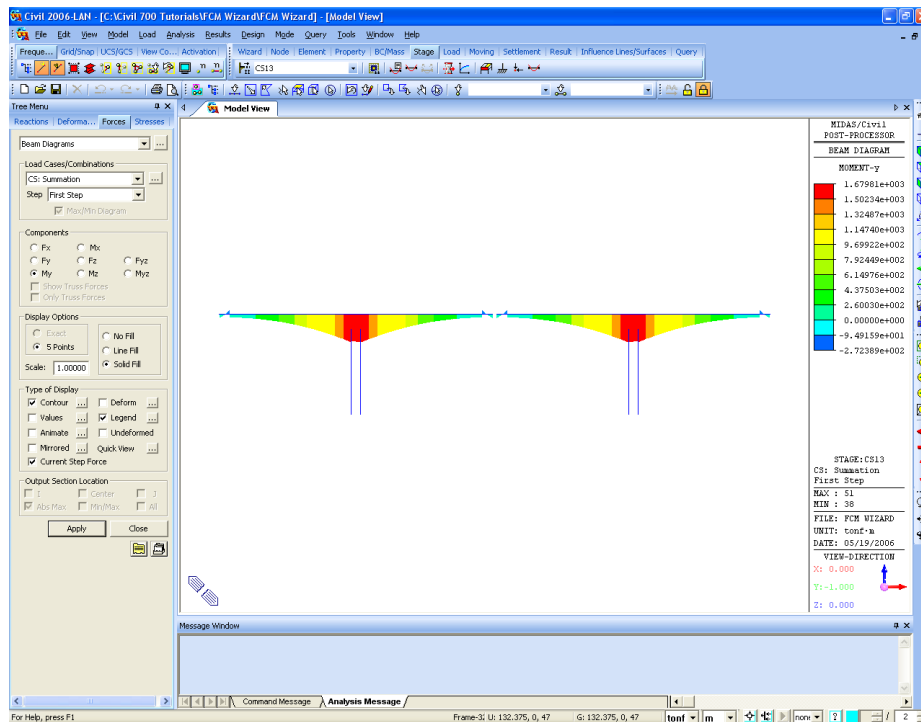 Civil 2006-LAN - [C:\Civil 700 Tutorials\FCM Wizard\FCM Wizard] - [Model View]
File Edit View Model Load Analysis Results Design Mode Query Tools Window Help
Freque... Grid/Snap UCS/GCS View Co... Activation
Wizard Node Element Property BC/Mass Stage Load Moving Settlement Result Influence Lines/Surfaces Query
CS13
Tree Menu
Reactions Deforma... Forces Stresses
Beam Diagrams
Load Cases/Combinations
CS: Summation
Step First Step
Max/Min Diagram
Components
Fx Mx
Fy Fz Fyz
My Mz Myz
Show Truss Forces
Only Truss Forces
Display Options
Exact No Fill
5 Points Line Fill
Scale: 1.00000 Solid Fill
Type of Display
Contour ... Deform ...
Values ... Legend ...
Animate ... Undeformed
Mirrored ... Quick View ...
Current Step Force
Output Section Location
I Center J
Abs Max Min/Max All
Apply Close
Model View
MIDAS/Civil
POST-PROCESSOR
BEAM DIAGRAM
MOMENT-y
1.67981e+003
1.50234e+003
1.32487e+003
1.14740e+003
9.69922e+002
7.92449e+002
6.14976e+002
4.37503e+002
2.60030e+002
0.00000e+000
-9.49159e+001
-2.72389e+002
STAGE:CS13
CS: Summation
First Step
MAX : 51
MIN : 38
FILE: FCM WIZARD
UNIT: tonf·m
DATE: 05/19/2006
VIEW-DIRECTION
X: 0.000
Y:-1.000
Z: 0.000
Message Window
Command Message Analysis Message
For Help, press F1
Frame-32 U: 132.375, 0, 47 G: 132.375, 0, 47 tonf m non / 2